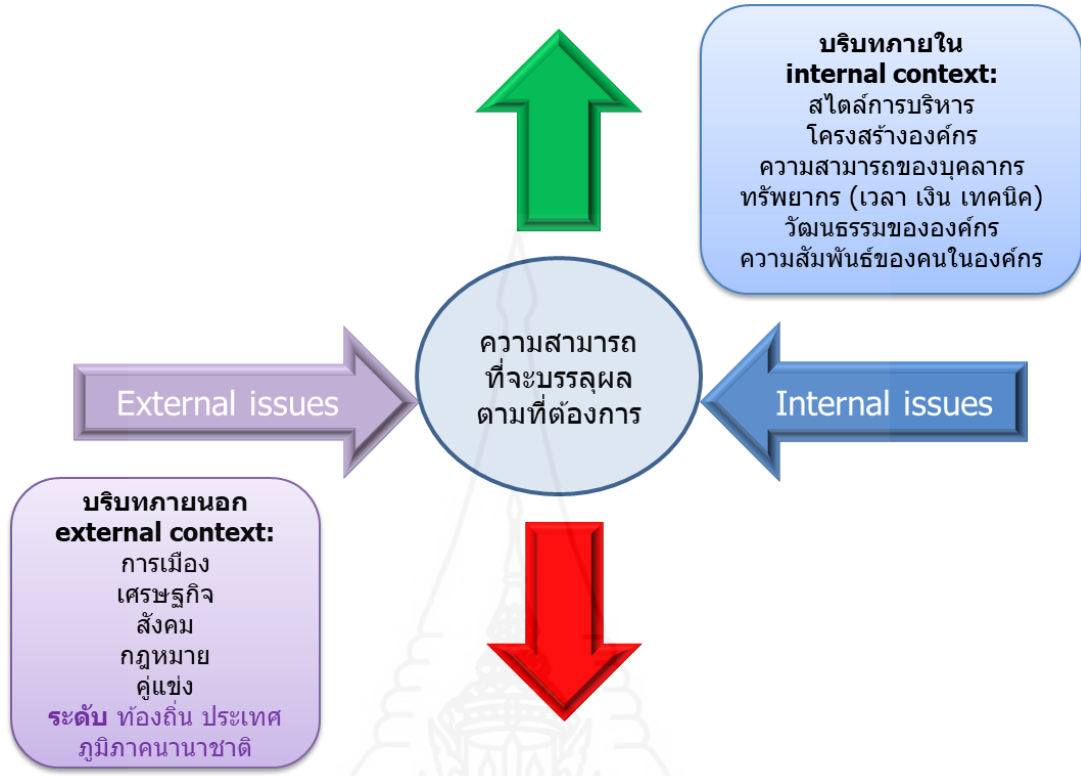 บริบทภายใน
internal context:
สไตล์การบริหาร
โครงสร้างองค์กร
ความสามารถของบุคลากร
ทรัพยากร (เวลา เงิน เทคนิค)
วัฒนธรรมขององค์กร
ความสัมพันธ์ของคนในองค์กร
ความสามารถ
ที่จะบรรลุผล
ตามที่ต้องการ
External issues
Internal issues
บริบทภายนอก
external context:
การเมือง
เศรษฐกิจ
สังคม
กฎหมาย
คู่แข่ง
ระดับ ท้องถิ่น ประเทศ
ภูมิภาคนานาชาติ